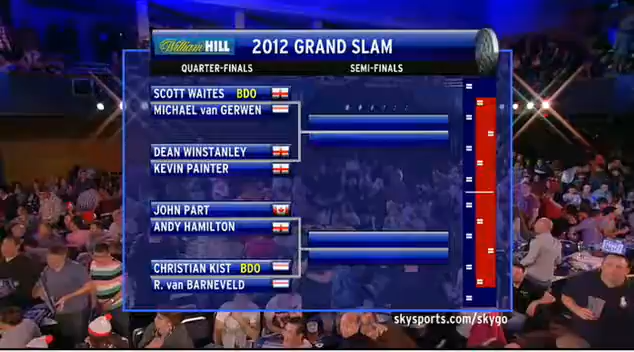 William HILL 2012 GRAND SLAM
QUARTER-FINALS SEMI-FINALS
SCOTT WAITES BDO
MICHAEL van GERWEN
DEAN WINSTANLEY
KEVIN PAINTER
JOHN PART
ANDY HAMILTON
CHRISTIAN KIST BDO
R. van BARNEVELD
skysports.com/skygo